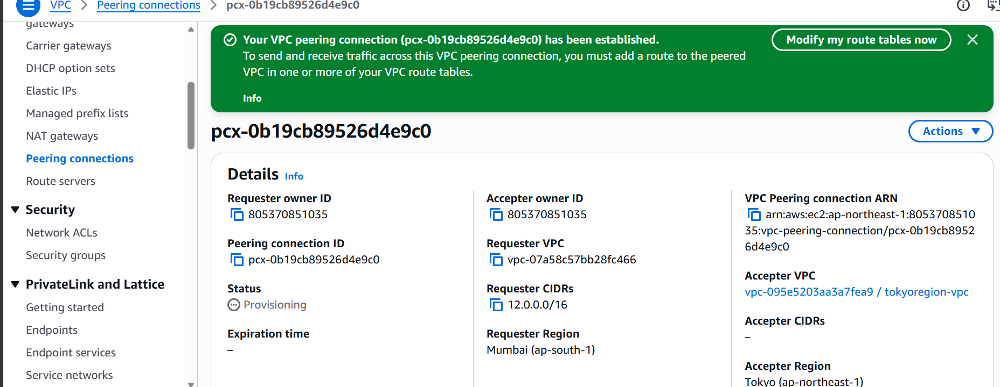 VPC > Peering connections > pcx-0b19cb89526d4e9c0
gateways
Carrier gateways
DHCP option sets
Elastic IPs
Managed prefix lists
NAT gateways
Peering connections
Route servers
Security
Network ACLs
Security groups
PrivateLink and Lattice
Getting started
Endpoints
Endpoint services
Service networks
Your VPC peering connection (pcx-0b19cb89526d4e9c0) has been established.
To send and receive traffic across this VPC peering connection, you must add a route to the peered
VPC in one or more of your VPC route tables.
Info
Modify my route tables now
pcx-0b19cb89526d4e9c0
Actions
Details Info
Requester owner ID
805370851035
Peering connection ID
pcx-0b19cb89526d4e9c0
Status
Provisioning
Expiration time
–
Accepter owner ID
805370851035
Requester VPC
vpc-07a58c57bb28fc466
Requester CIDRs
12.0.0.0/16
Requester Region
Mumbai (ap-south-1)
VPC Peering connection ARN
arn:aws:ec2:ap-northeast-1:8053708510
35:vpc-peering-connection/pcx-0b19cb8952
6d4e9c0
Accepter VPC
vpc-095e5203aa3a7fea9 / tokyoregion-vpc
Accepter CIDRs
–
Accepter Region
Tokyo (ap-northeast-1)